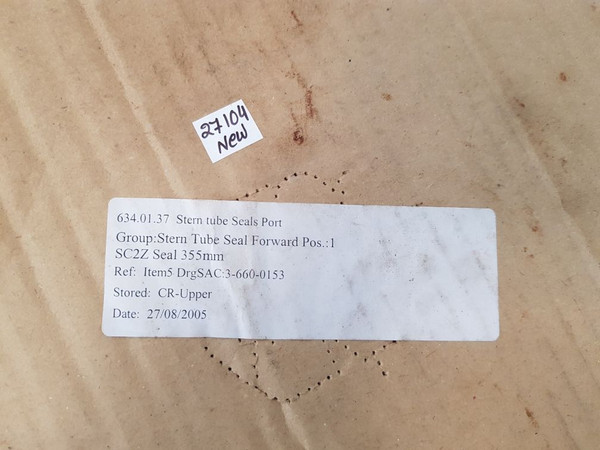 27104
New
634.01.37 Stern tube Seals Port
Group:Stern Tube Seal Forward Pos.:1
SC2Z Seal 355mm
Ref: Item5 DrgSAC:3-660-0153
Stored: CR-Upper
Date: 27/08/2005